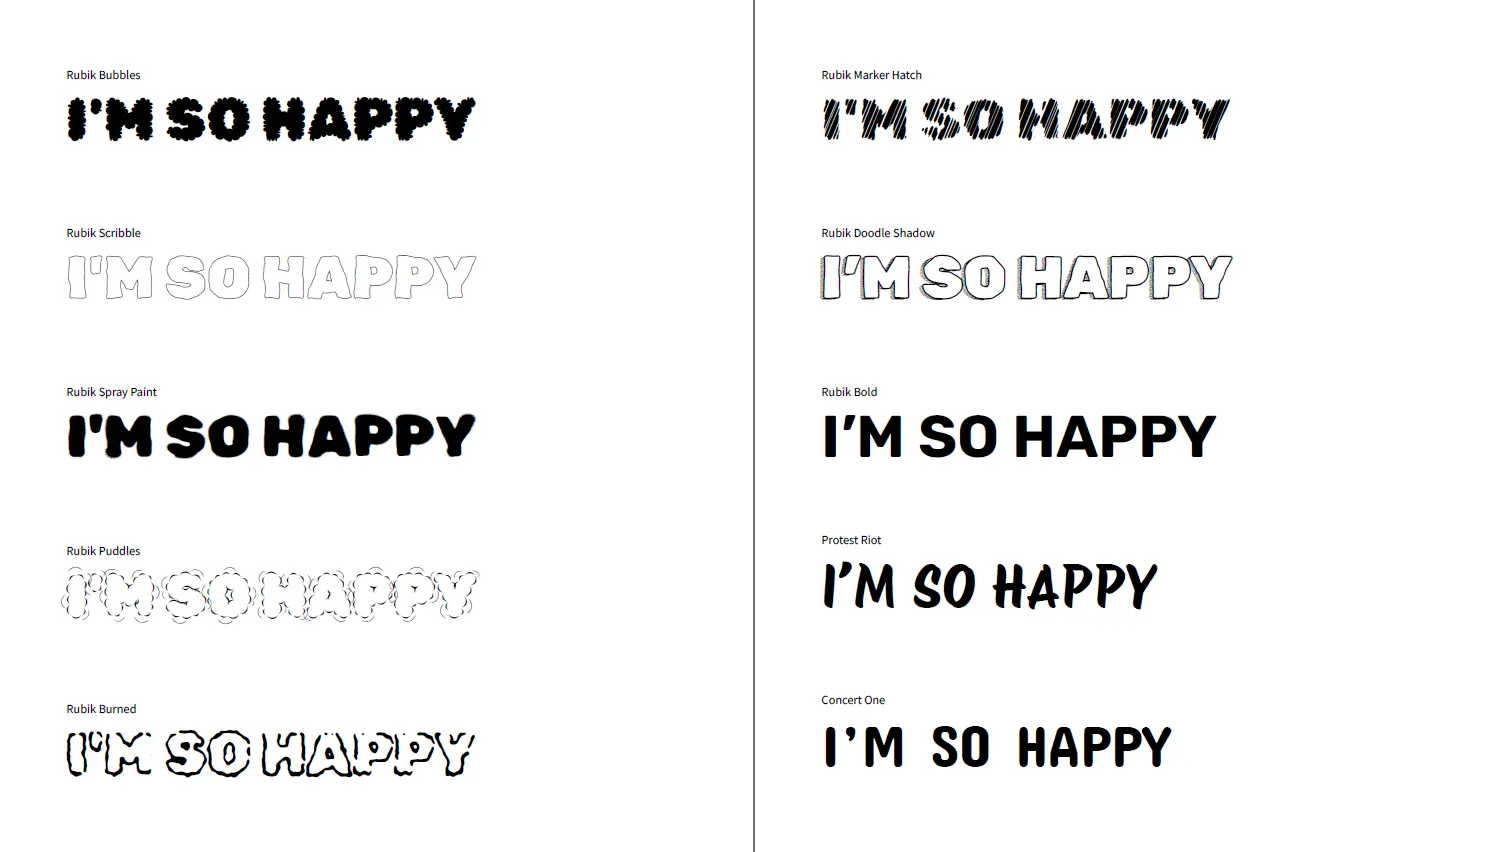 Rubik Bubbles
I'M SO HAPPY
Rubik Scribble
I'M SO HAPPY
Rubik Spray Paint
I'M SO HAPPY
Rubik Puddles
I'M SO HAPPY
Rubik Burned
I'M SO HAPPY
Rubik Marker Hatch
I'M SO HAPPY
Rubik Doodle Shadow
I'M SO HAPPY
Rubik Bold
I’M SO HAPPY
Protest Riot
I’M SO HAPPY
Concert One
I’M SO HAPPY